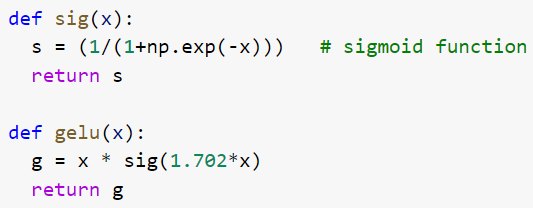 def sig(x):
  s = (1/(1+np.exp(-x)))   # sigmoid function
  return s

def gelu(x):
  g = x * sig(1.702*x)
  return g